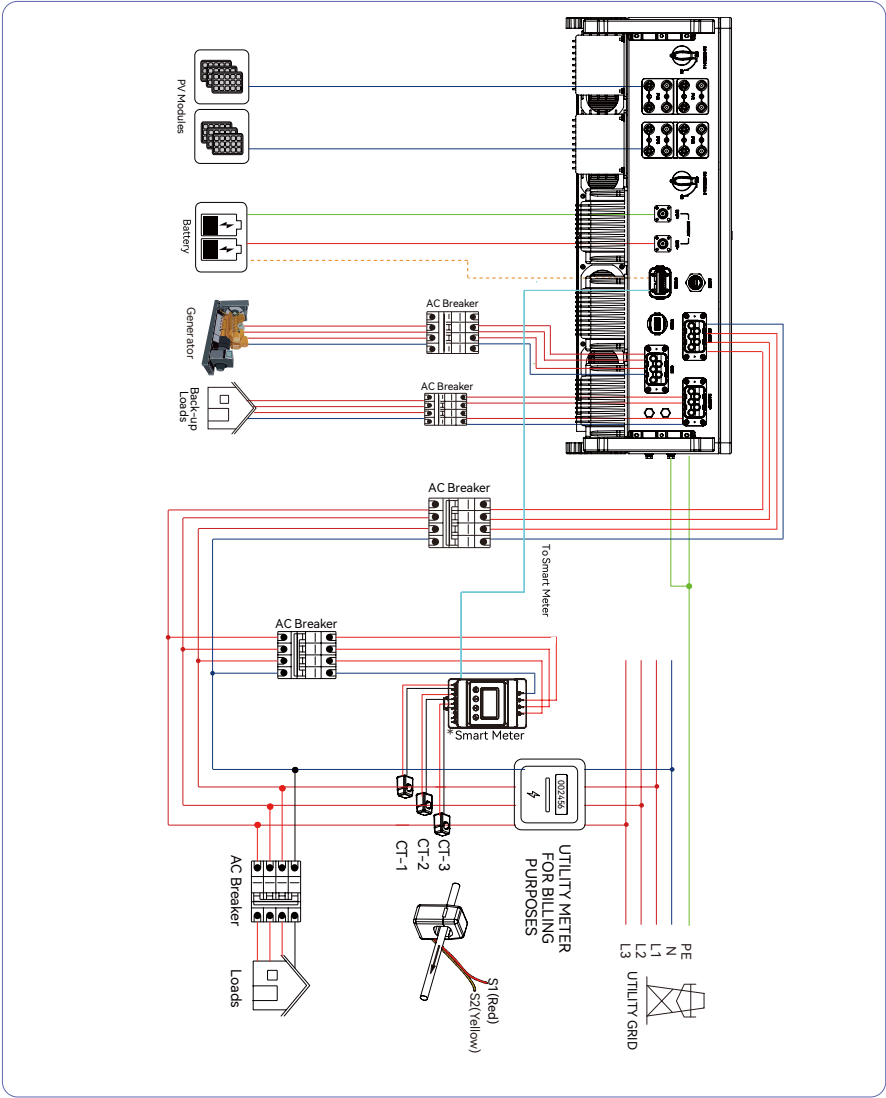 PV Modules
Battery
Generator
AC Breaker
Back-up
Loads
AC Breaker
AC Breaker
To Smart Meter
AC Breaker
* Smart Meter
002456
CT-1
CT-2
CT-3
UTILITY METER
FOR BILLING
PURPOSES
AC Breaker
Loads
S1 (Red)
S2(Yellow)
PE
N
L1
L2
L3
UTILITY GRID